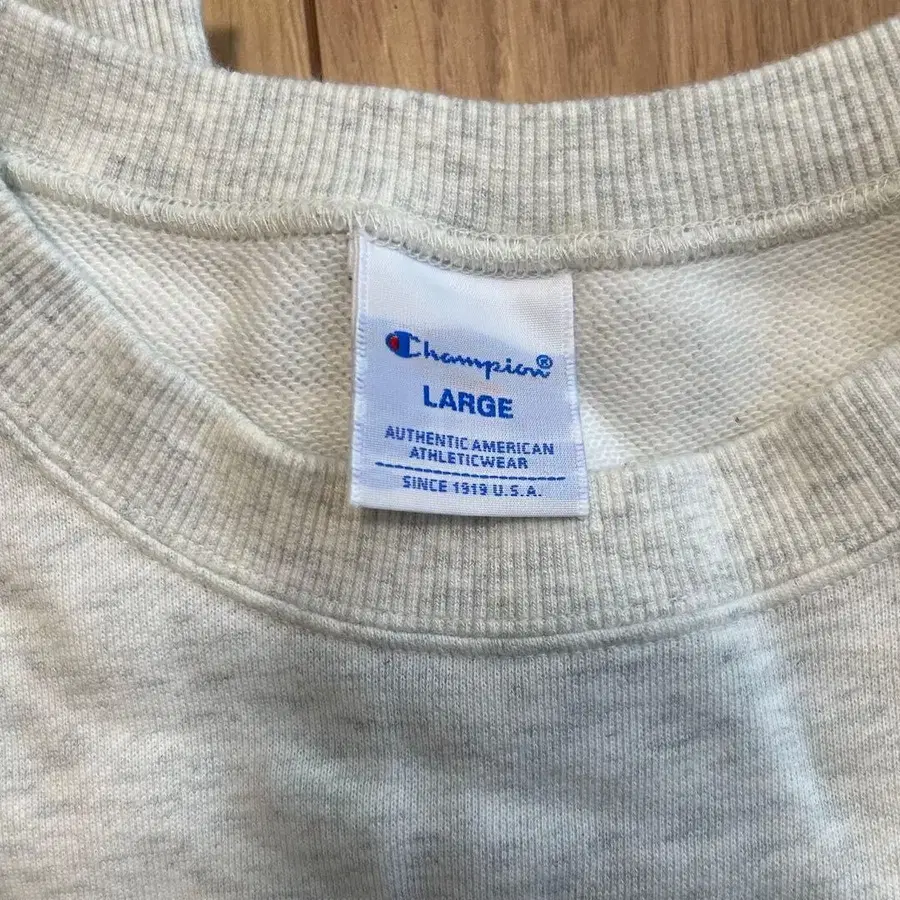 Champion®
LARGE
AUTHENTIC AMERICAN
ATHLETICWEAR
SINCE 1919 U.S.A.